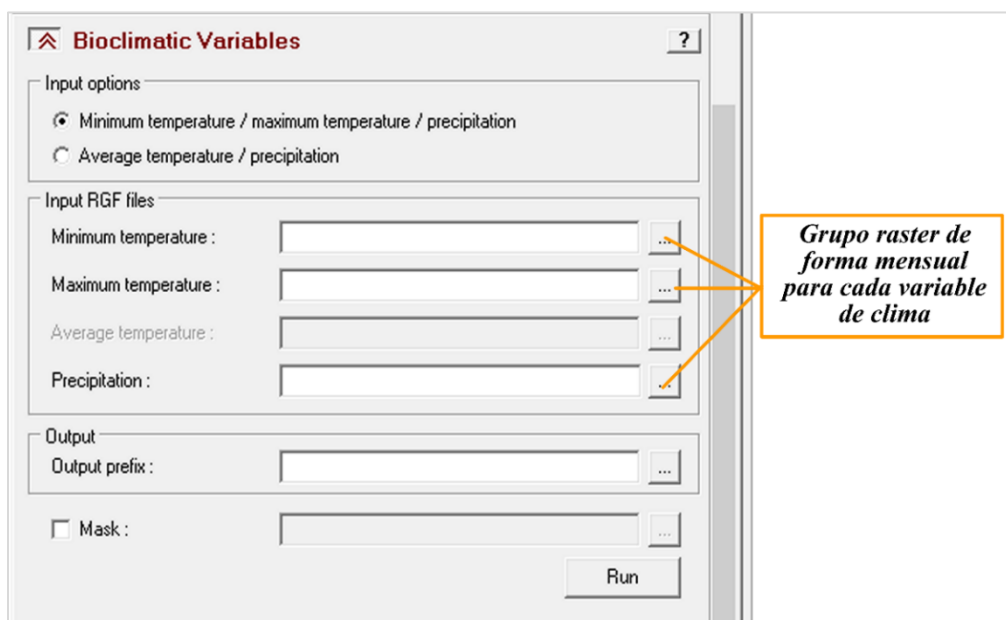 Bioclimatic Variables
?
Input options
Minimum temperature / maximum temperature / precipitation
Average temperature / precipitation
Input RGF files
Minimum temperature :
...
Maximum temperature :
...
Average temperature :
...
Precipitation :
...
Output
Output prefix :
...
Mask :
...
Run
Grupo raster de
forma mensual
para cada variable
de clima